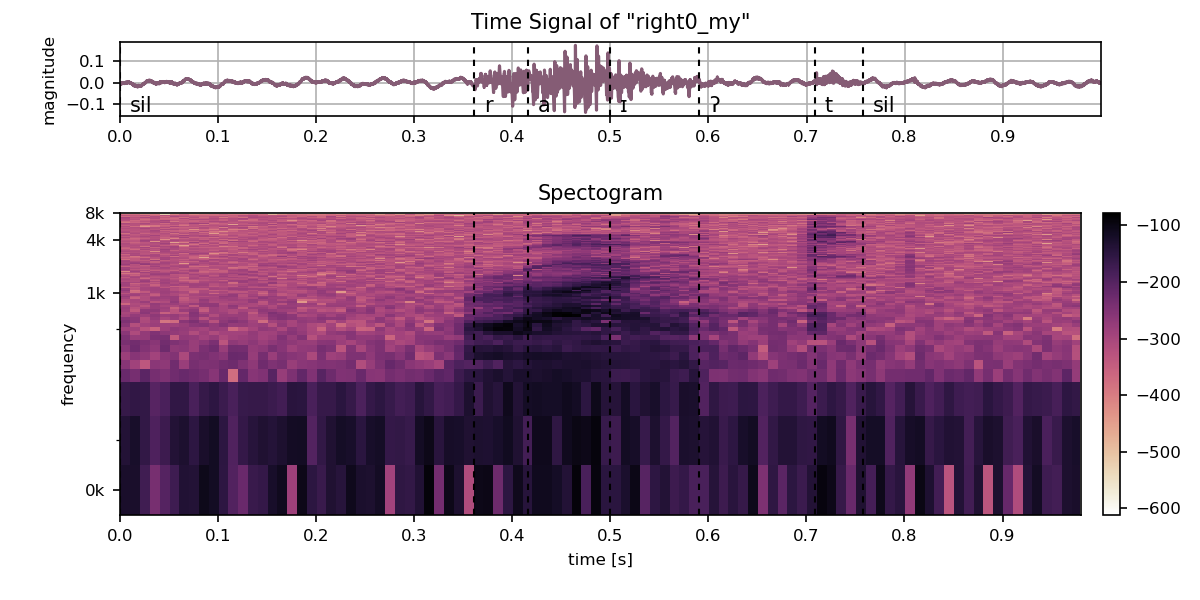 Time Signal of "right0_my"
magnitude
0.1
0.0
−0.1
sil r a ɪ ʔ t sil
0.0 0.1 0.2 0.3 0.4 0.5 0.6 0.7 0.8 0.9
Spectogram
frequency
8k
4k
1k
0k
−100
−200
−300
−400
−500
−600
0.0 0.1 0.2 0.3 0.4 0.5 0.6 0.7 0.8 0.9
time [s]